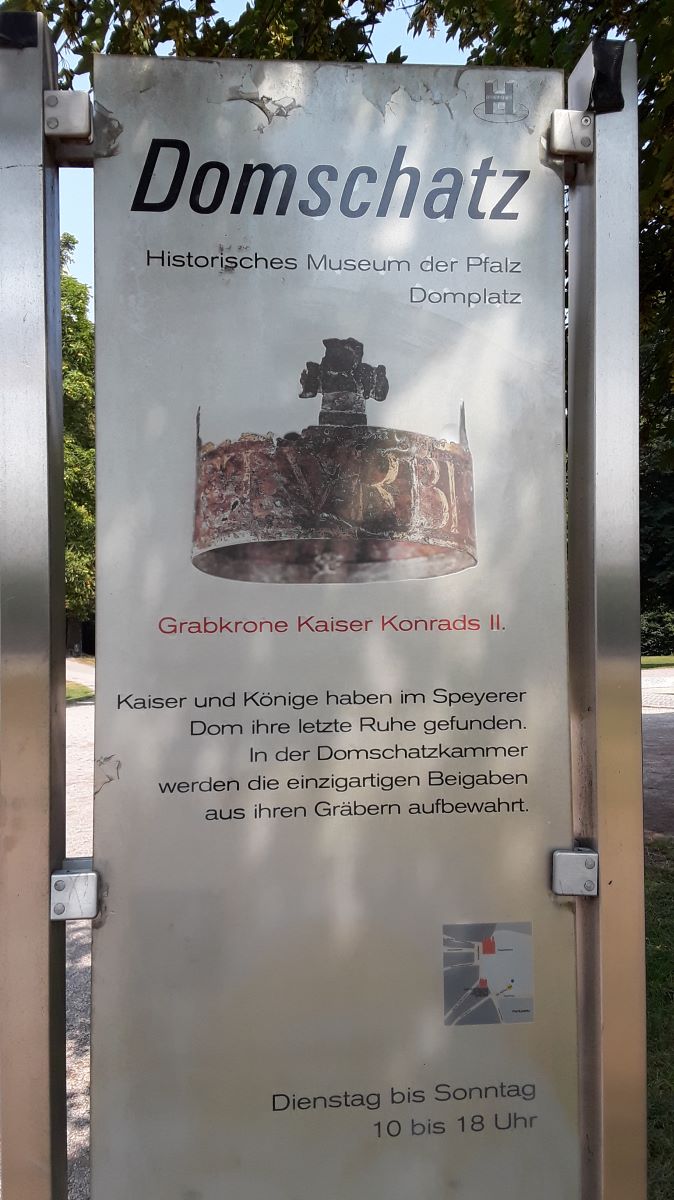 Domschatz
Historisches Museum der Pfalz
Domplatz
VRBI
Grabkrone Kaiser Konrads II.
Kaiser und Könige haben im Speyerer
Dom ihre letzte Ruhe gefunden.
In der Domschatzkammer
werden die einzigartigen Beigaben
aus ihren Gräbern aufbewahrt.
Dienstag bis Sonntag
10 bis 18 Uhr